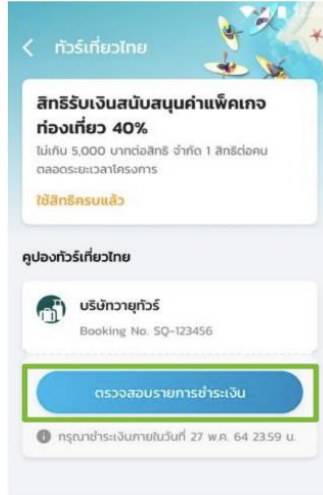 ทัวร์เที่ยวไทย
สิทธิรับเงินสนับสนุนค่าแพ็คเกจ
ท่องเที่ยว 40%
ไม่เกิน 5,000 บาทต่อสิทธิ จำกัด 1 สิทธิต่อคน
ตลอดระยะเวลาโครงการ
ใช้สิทธิครบแล้ว
คูปองทัวร์เที่ยวไทย
บริษัทวายุทัวร์
Booking No. SQ-123456
ตรวจสอบรายการชำระเงิน
กรุณาชำระเงินภายในวันที่ 27 พ.ค. 64 23.59 น.